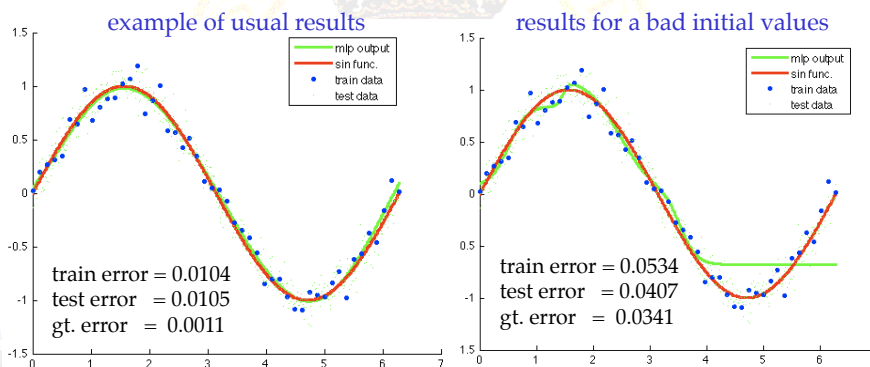 example of usual results
1.5
1
0.5
0
-0.5
-1
-1.5
0 1 2 3 4 5 6 7
mlp output
sin func.
train data
test data
train error = 0.0104
test error = 0.0105
gt. error = 0.0011
results for a bad initial values
1.5
1
0.5
0
0.5
-1
1.5
0 1 2 3 4 5 6
mlp output
sin func.
train data
test data
train error = 0.0534
test error = 0.0407
gt. error = 0.0341